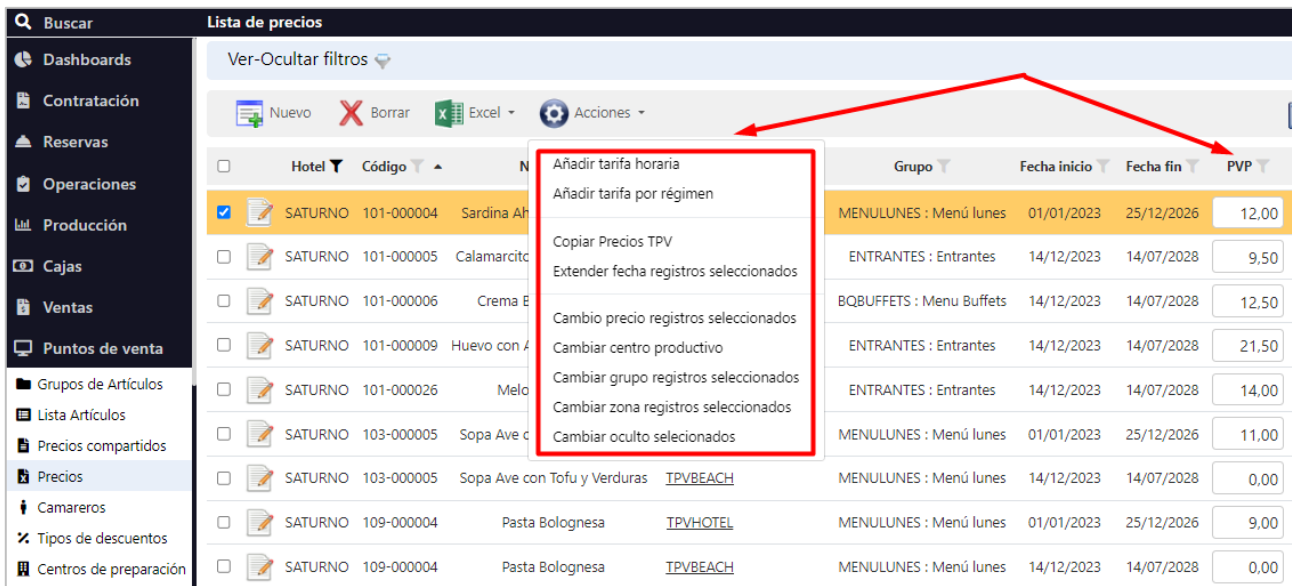 Buscar
Lista de precios
Dashboards
Contratación
Reservas
Operaciones
Producción
Cajas
Ventas
Puntos de venta
Grupos de Artículos
Lista Artículos
Precios compartidos
Precios
Camareros
Tipos de descuentos
Centros de preparación
Ver-Ocultar filtros
Nuevo Borrar Excel Acciones
Añadir tarifa horaria
Añadir tarifa por régimen
Copiar Precios TPV
Extender fecha registros seleccionados
Cambio precio registros seleccionados
Cambiar centro productivo
Cambiar grupo registros seleccionados
Cambiar zona registros seleccionados
Cambiar oculto selecionados
Hotel Código N Grupo Fecha inicio Fecha fin PVP
SATURNO 101-000004 Sardina Ah MENULUNES : Menú lunes 01/01/2023 25/12/2026 12,00
SATURNO 101-000005 Calamarcito ENTRANTES : Entrantes 14/12/2023 14/07/2028 9,50
SATURNO 101-000006 Crema B BQBUFFETS : Menu Buffets 14/12/2023 14/07/2028 12,50
SATURNO 101-000009 Huevo con A ENTRANTES : Entrantes 14/12/2023 14/07/2028 21,50
SATURNO 101-000026 Melo ENTRANTES : Entrantes 14/12/2023 14/07/2028 14,00
SATURNO 103-000005 Sopa Ave c MENULUNES : Menú lunes 01/01/2023 25/12/2026 11,00
SATURNO 103-000005 Sopa Ave con Tofu y Verduras TPVBEACH MENULUNES : Menú lunes 14/12/2023 14/07/2028 0,00
SATURNO 109-000004 Pasta Bolognesa TPVHOTEL MENULUNES : Menú lunes 01/01/2023 25/12/2026 9,00
SATURNO 109-000004 Pasta Bolognesa TPVBEACH MENULUNES : Menú lunes 14/12/2023 14/07/2028 0,00